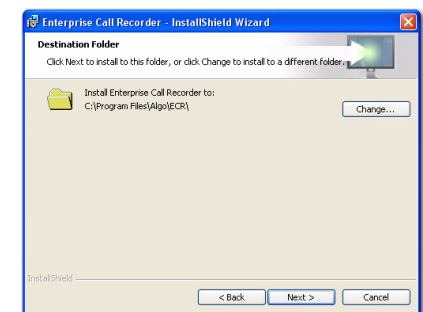 Enterprise Call Recorder - InstallShield Wizard
Destination Folder
Click Next to install to this folder, or click Change to install to a different folder.
Install Enterprise Call Recorder to:
C:\Program Files\Algo\ECR\
Change...
InstallShield
< Back
Next >
Cancel